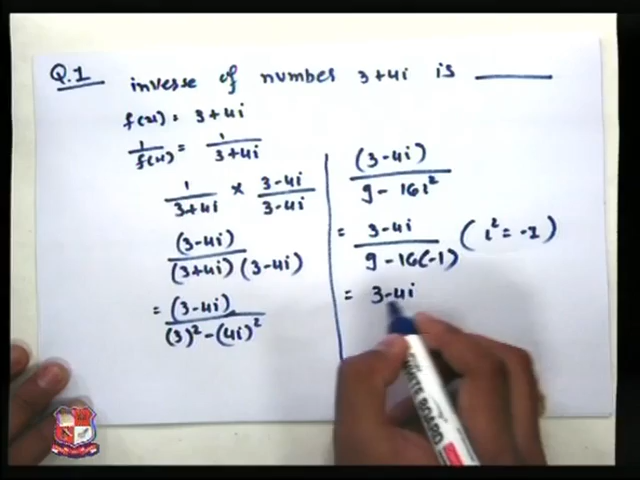 Q.1 inverse of number 3+4i is ______
f(x) = 3+4i
1/f(x) = 1/3+4i
1/3+4i × 3-4i/3-4i
(3-4i)/(3+4i)(3-4i)
= (3-4i)/(3)² - (4i)²
(3-4i)/9 - 16i²
= 3-4i/9 - 16(-1) (i² = -1)
= 3-4i